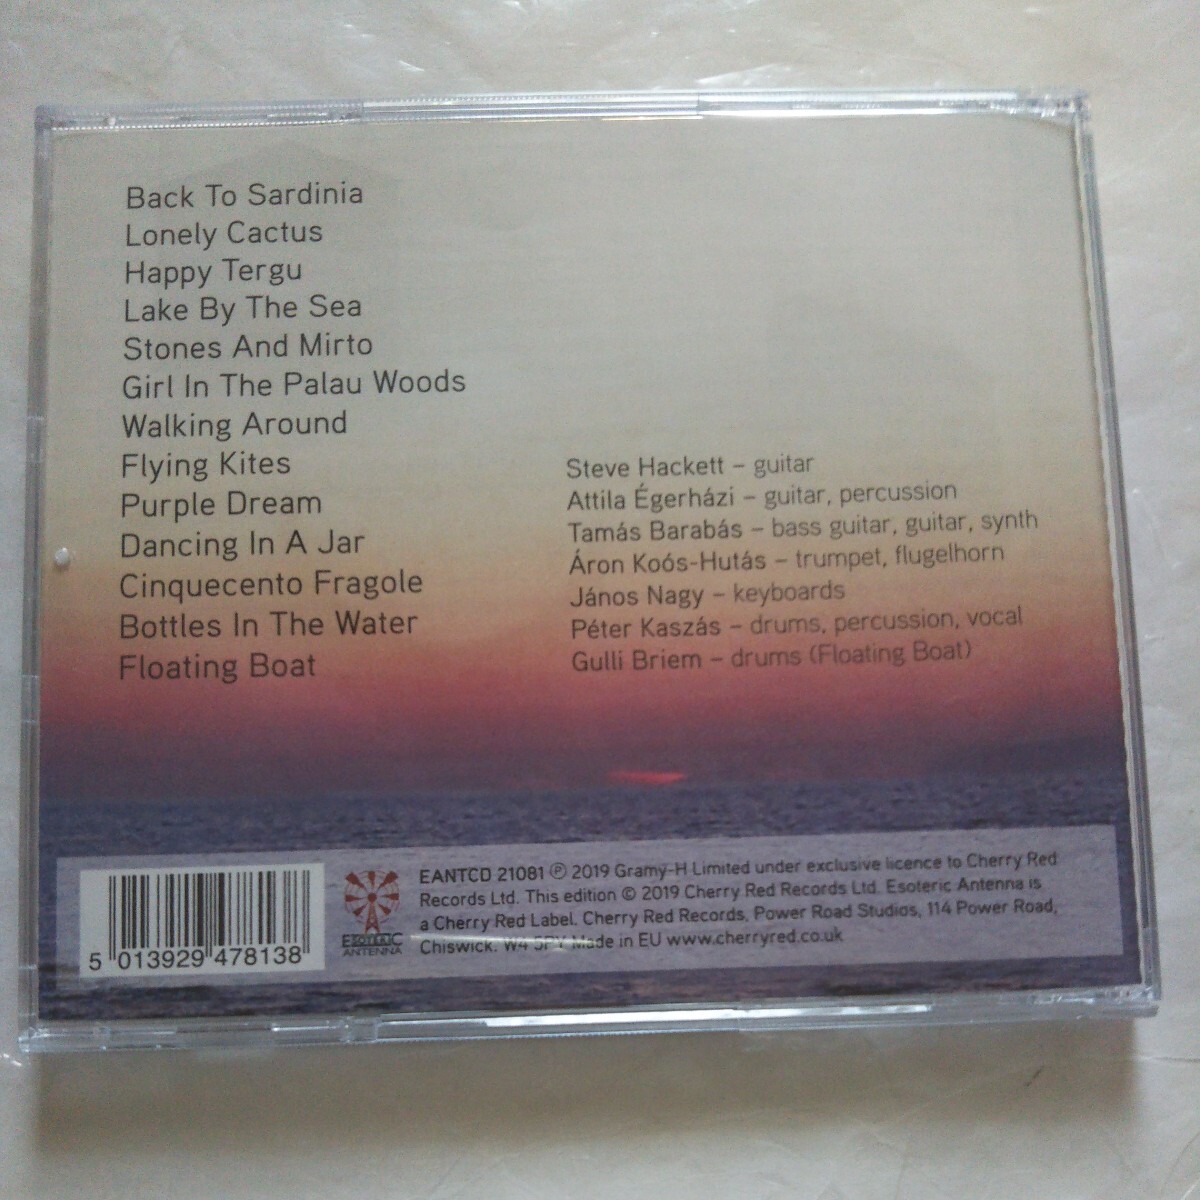 Back To Sardinia
Lonely Cactus
Happy Tergu
Lake By The Sea
Stones And Mirto
Girl In The Palau Woods
Walking Around
Flying Kites
Purple Dream
Dancing In A Jar
Cinquecento Fragole
Bottles In The Water
Floating Boat
Steve Hackett – guitar
Attila Égerházi – guitar, percussion
Tamás Barabás – bass guitar, guitar, synth
Áron Koós-Hutás – trumpet, flugelhorn
János Nagy – keyboards
Péter Kaszás – drums, percussion, vocal
Gulli Briem – drums (Floating Boat)
5 013929 478138
ESOTERIC
ANTENNA
EANTCD 21081 ℗ 2019 Gramy-H Limited under exclusive licence to Cherry Red
Records Ltd. This edition © 2019 Cherry Red Records Ltd. Esoteric Antenna is
a Cherry Red Label. Cherry Red Records, Power Road Studios, 114 Power Road,
Chiswick. W4 5PY Made in EU www.cherryred.co.uk